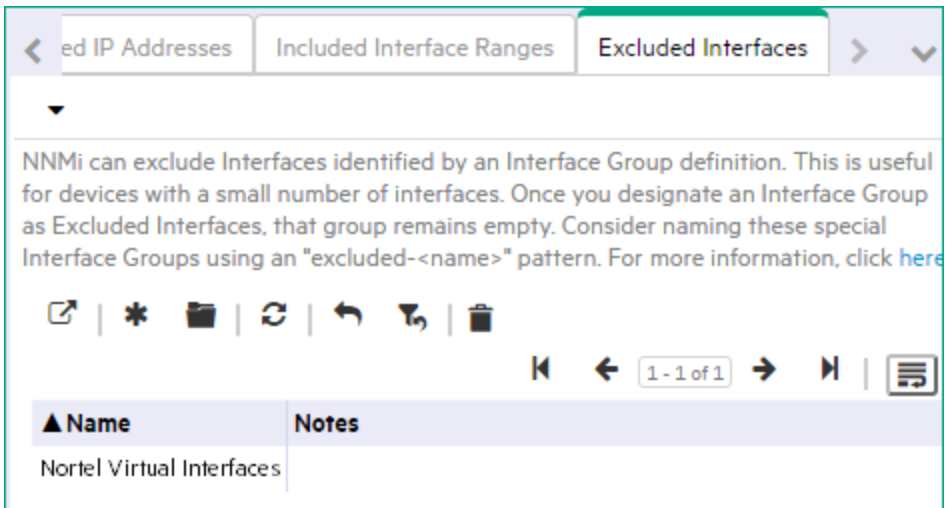 ed IP Addresses Included Interface Ranges Excluded Interfaces
NNMi can exclude Interfaces identified by an Interface Group definition. This is useful
for devices with a small number of interfaces. Once you designate an Interface Group
as Excluded Interfaces, that group remains empty. Consider naming these special
Interface Groups using an "excluded-<name>" pattern. For more information, click here
1 - 1 of 1
Name Notes
Nortel Virtual Interfaces